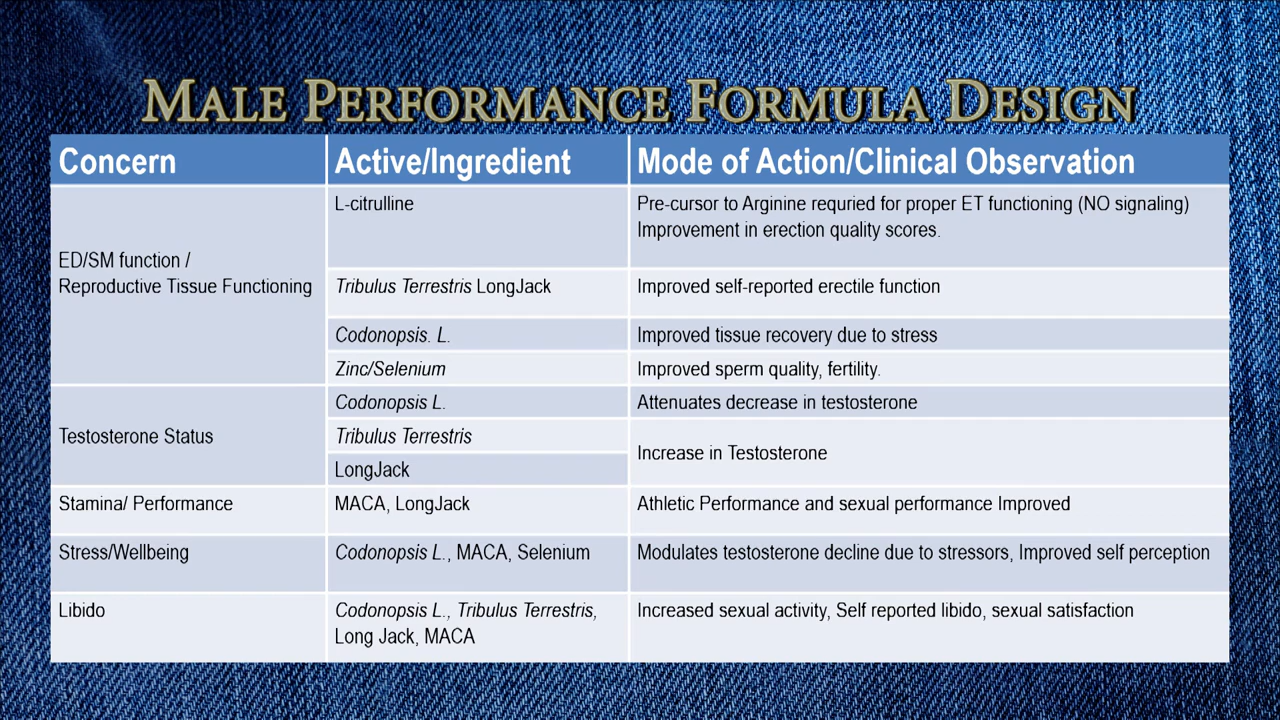 Male Performance Formula Design
Concern
Active/Ingredient
Mode of Action/Clinical Observation
ED/SM function /
Reproductive Tissue Functioning
L-citrulline
Pre-cursor to Arginine requried for proper ET functioning (NO signaling)
Improvement in erection quality scores.
Tribulus Terrestris LongJack
Improved self-reported erectile function
Codonopsis. L.
Improved tissue recovery due to stress
Zinc/Selenium
Improved sperm quality, fertility.
Testosterone Status
Codonopsis L.
Attenuates decrease in testosterone
Tribulus Terrestris
LongJack
Increase in Testosterone
Stamina/ Performance
MACA, LongJack
Athletic Performance and sexual performance Improved
Stress/Wellbeing
Codonopsis L., MACA, Selenium
Modulates testosterone decline due to stressors, Improved self perception
Libido
Codonopsis L., Tribulus Terrestris,
Long Jack, MACA
Increased sexual activity, Self reported libido, sexual satisfaction